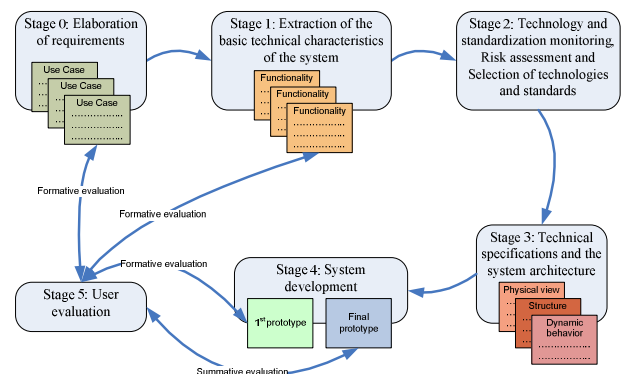 Stage 0: Elaboration
of requirements
Use Case
Use Case
Use Case
Stage 1: Extraction of the
basic technical characteristics
of the system
Functionality
Functionality
Functionality
Stage 2: Technology and
standardization monitoring,
Risk assessment and
Selection of technologies
and standards
Formative evaluation
Formative evaluation
Formative evaluation
Stage 3: Technical
specifications and the
system architecture
Physical view
Structure
Dynamic
behavior
Stage 4: System
development
1st prototype
Final
prototype
Stage 5: User
evaluation
Summative evaluation